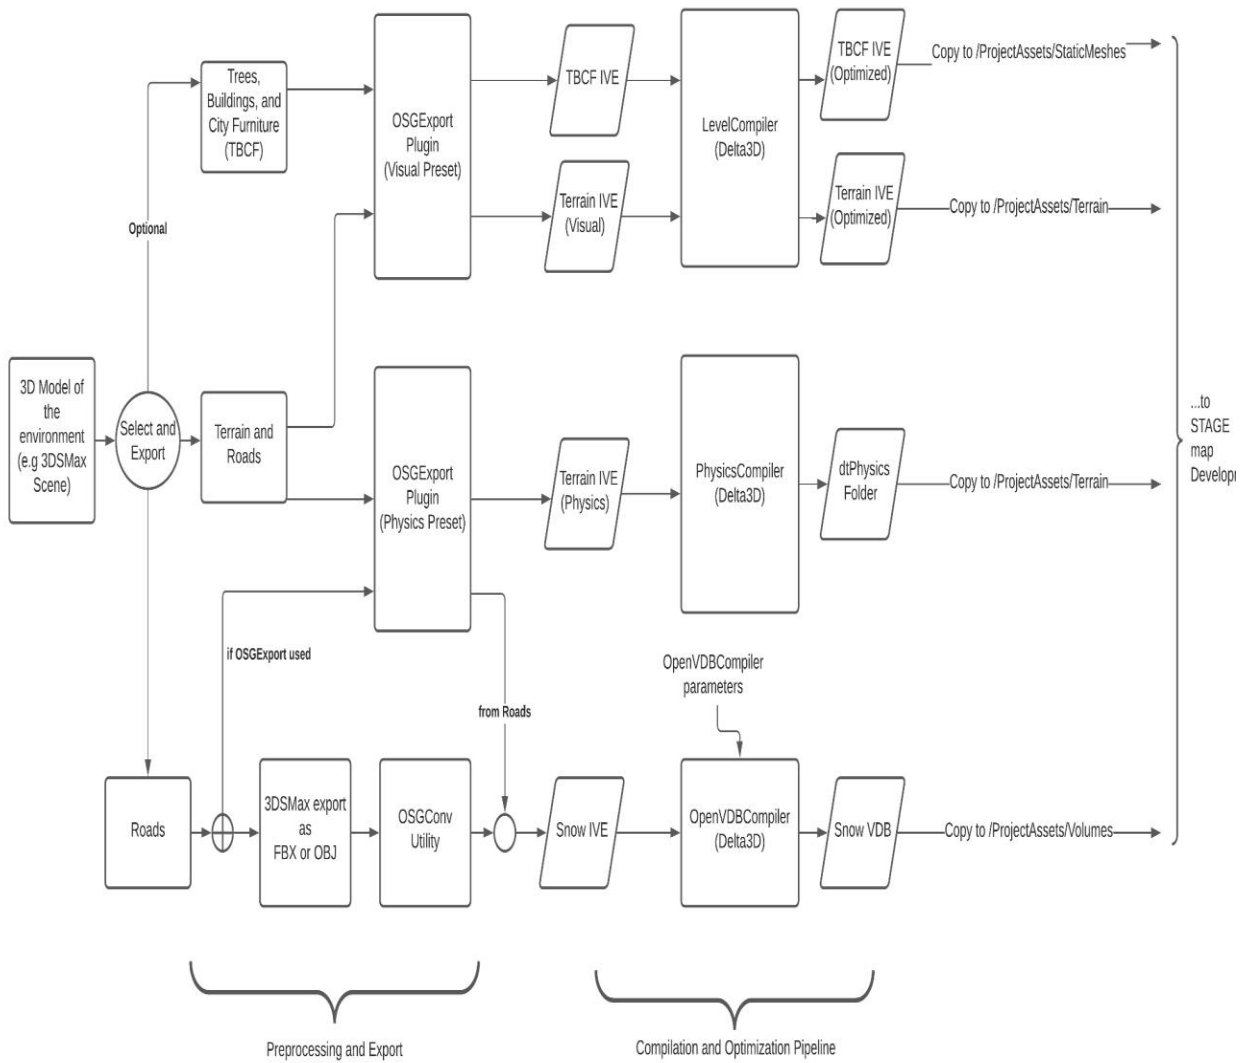 Trees,
Buildings, and
City Furniture
(TBCF)
OSGExport
Plugin
(Visual Preset)
TBCF IVE
Terrain IVE
(Visual)
LevelCompiler
(Delta3D)
TBCF IVE
(Optimized)
Terrain IVE
(Optimized)
Copy to /ProjectAssets/StaticMeshes
Copy to /ProjectAssets/Terrain
Optional
3D Model of
the
environment
(e.g 3DSMax
Scene)
Select and
Export
Terrain and
Roads
OSGExport
Plugin
(Physics Preset)
Terrain IVE
(Physics)
PhysicsCompiler
(Delta3D)
dtPhysics
Folder
Copy to /ProjectAssets/Terrain
...to
STAGE
map
Developr
if OSGExport used
from Roads
OpenVDBCompiler
parameters
Roads
3DSMax export
as
FBX or OBJ
OSGConv
Utility
Snow IVE
OpenVDBCompiler
(Delta3D)
Snow VDB
Copy to /ProjectAssets/Volumes
Preprocessing and Export
Compilation and Optimization Pipeline